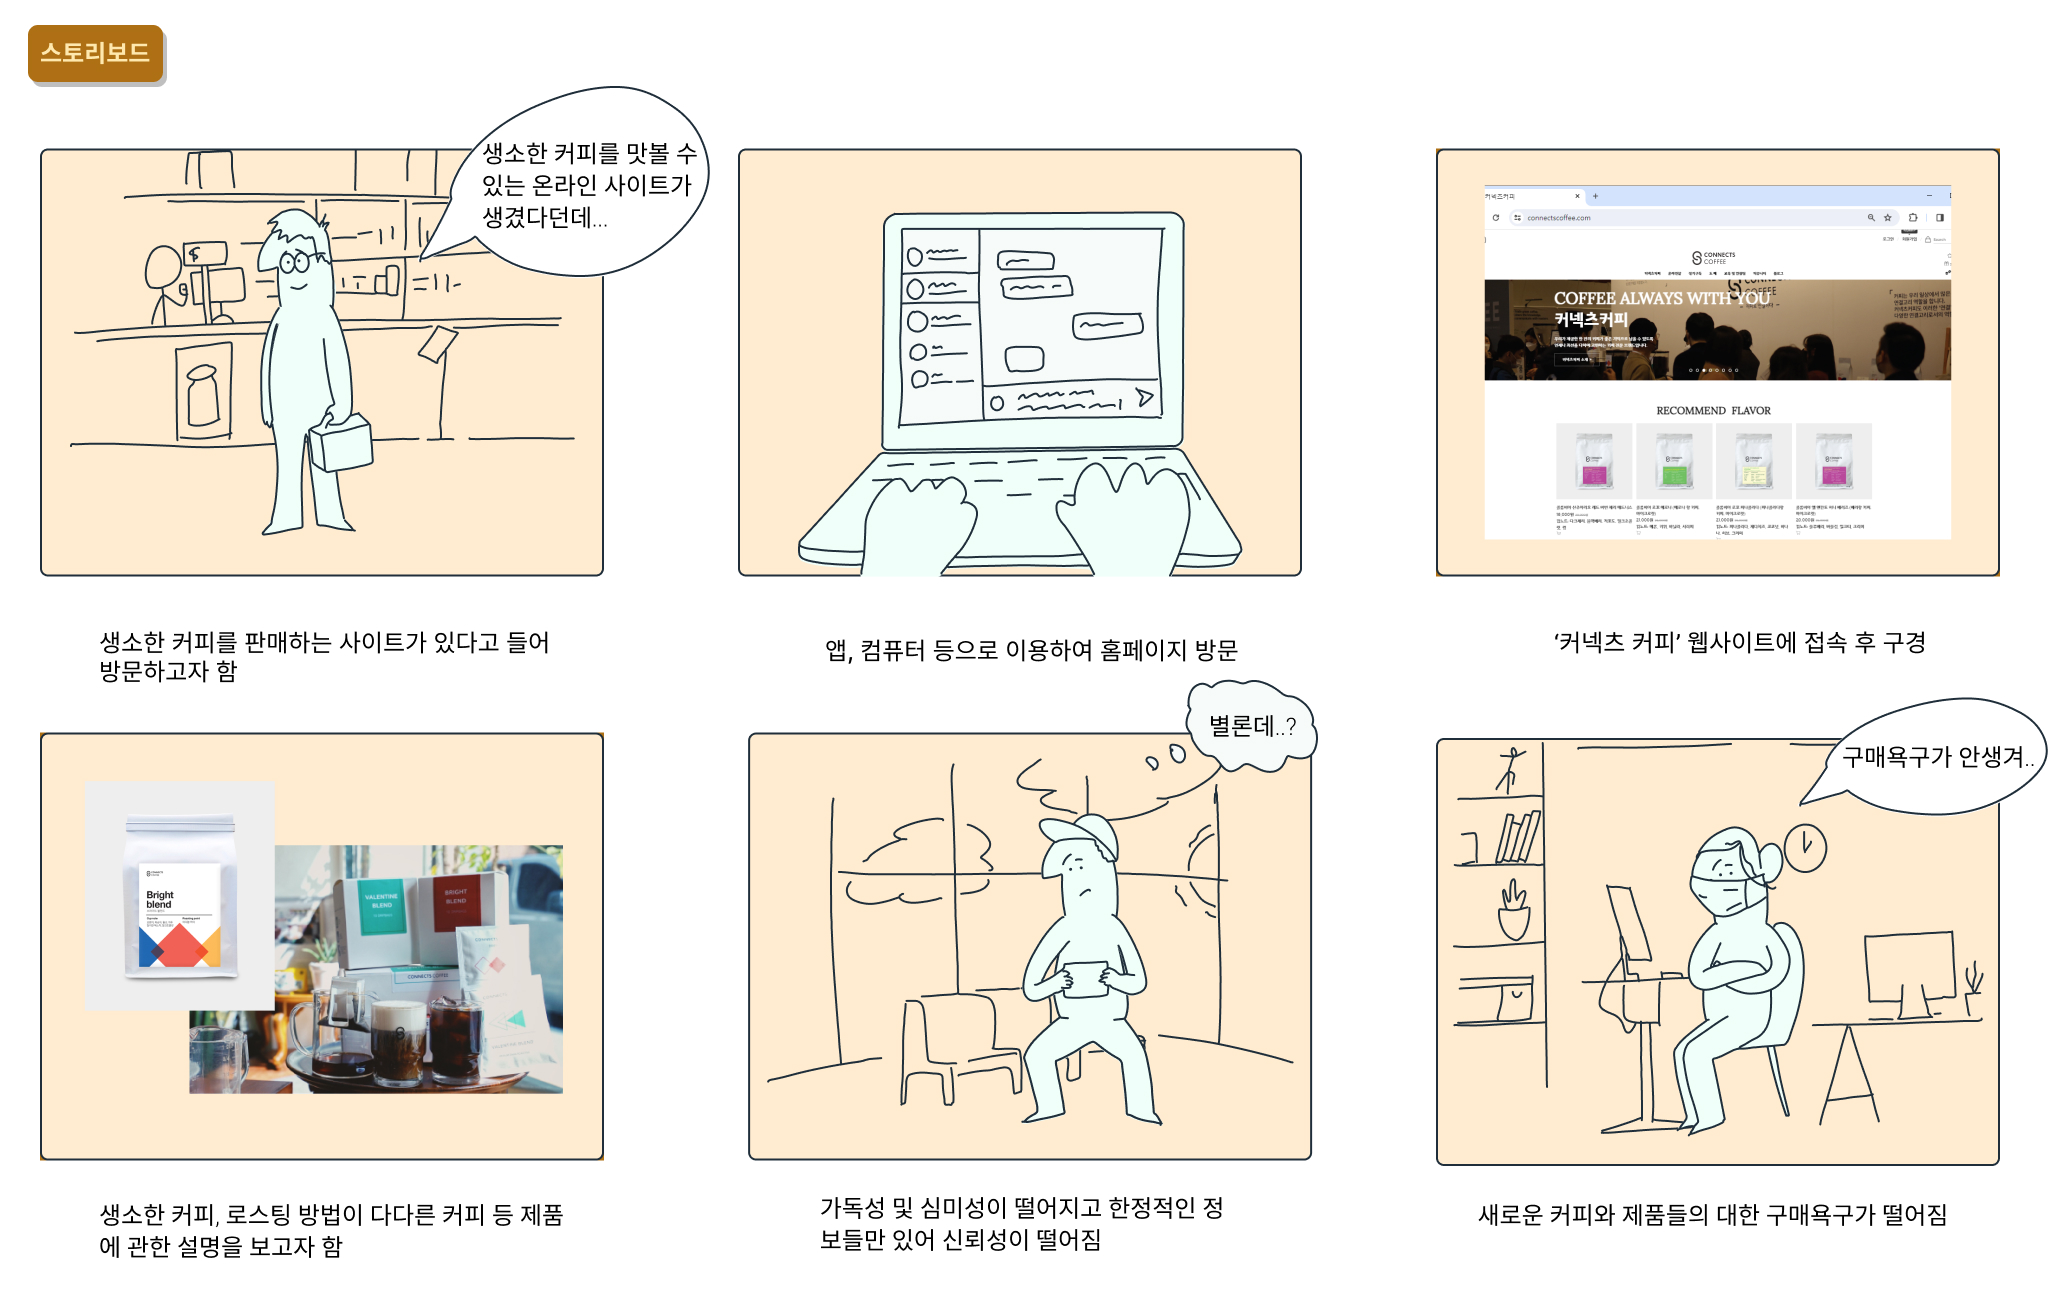 스토리보드
생소한 커피를 맛볼 수
있는 온라인 사이트가
생겼다던데...
$
생소한 커피를 판매하는 사이트가 있다고 들어
방문하고자 함
앱, 컴퓨터 등으로 이용하여 홈페이지 방문
커넥츠커피
connectscoffee.com
로그인
Search
CONNECTS
COFFEE
COFFEE ALWAYS WITH YOU
커넥츠커피
RECOMMEND FLAVOR
‘커넥츠 커피’ 웹사이트에 접속 후 구경
CONNECTS
COFFEE
Bright
blend
VALENTINE
BLEND
BRIGHT
BLEND
CONNECTS COFFEE
생소한 커피, 로스팅 방법이 다다른 커피 등 제품
에 관한 설명을 보고자 함
별론데..?
가독성 및 심미성이 떨어지고 한정적인 정
보들만 있어 신뢰성이 떨어짐
구매욕구가 안생겨..
새로운 커피와 제품들의 대한 구매욕구가 떨어짐